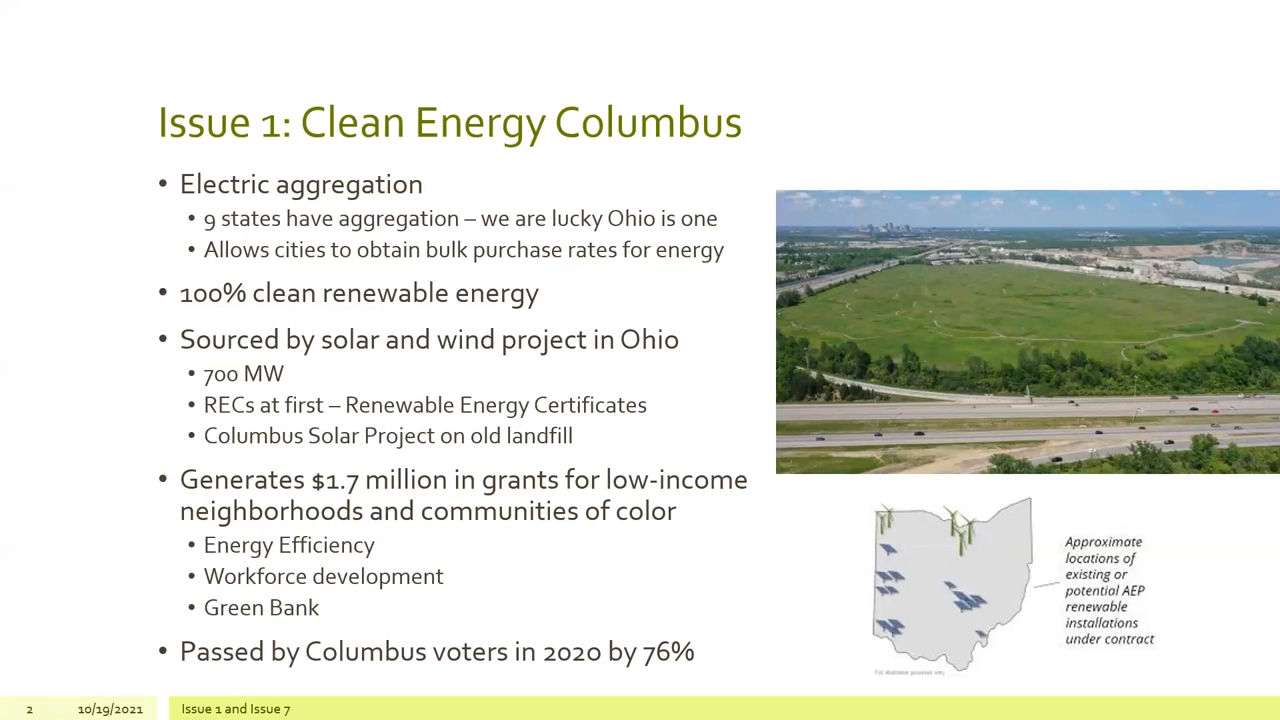 Issue 1: Clean Energy Columbus
• Electric aggregation
• 9 states have aggregation – we are lucky Ohio is one
• Allows cities to obtain bulk purchase rates for energy
• 100% clean renewable energy
• Sourced by solar and wind project in Ohio
• 700 MW
• RECs at first – Renewable Energy Certificates
• Columbus Solar Project on old landfill
• Generates $1.7 million in grants for low-income
neighborhoods and communities of color
• Energy Efficiency
• Workforce development
• Green Bank
• Passed by Columbus voters in 2020 by 76%
Approximate
locations of
existing or
potential AEP
renewable
installations
under contract
2
10/19/2021
Issue 1 and Issue 7